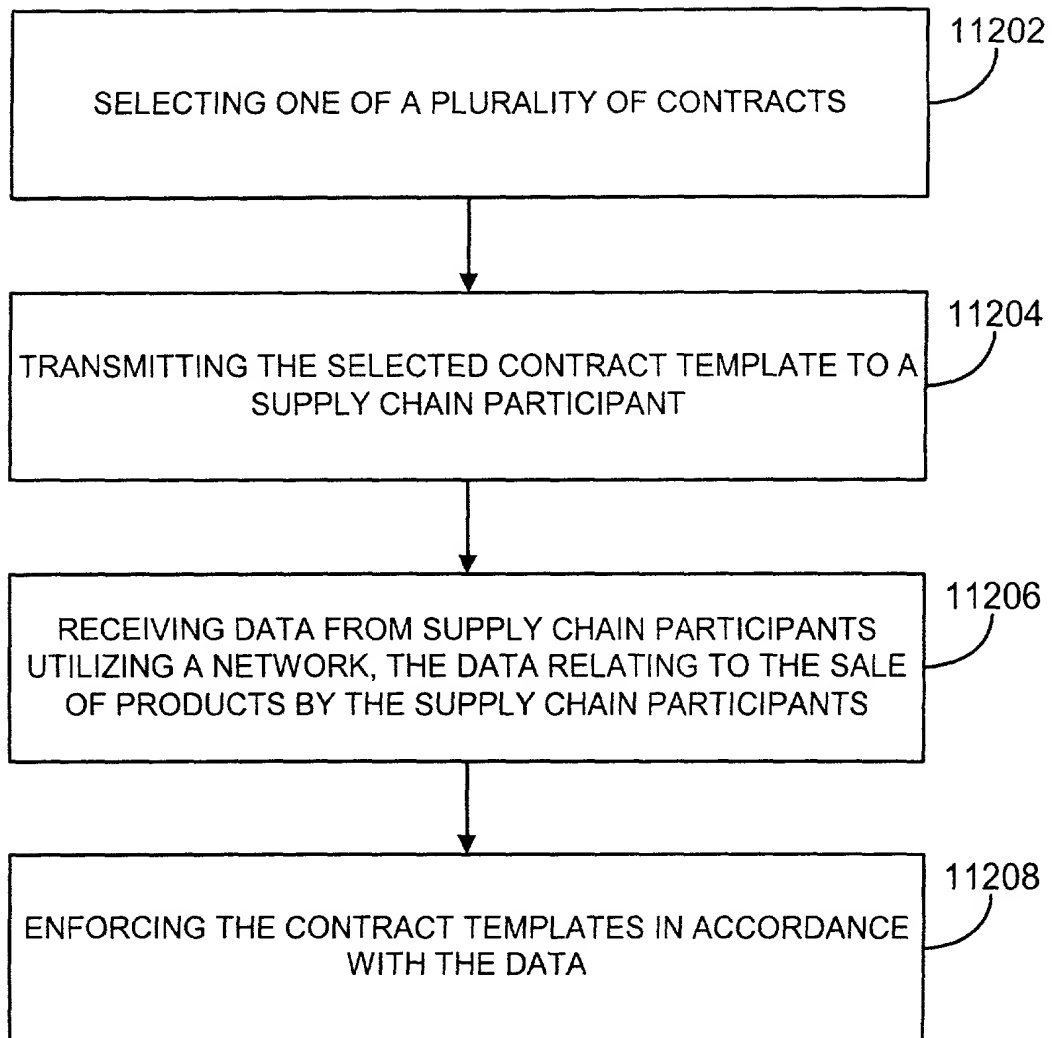 11202
SELECTING ONE OF A PLURALITY OF CONTRACTS
11204
TRANSMITTING THE SELECTED CONTRACT TEMPLATE TO A
SUPPLY CHAIN PARTICIPANT
11206
RECEIVING DATA FROM SUPPLY CHAIN PARTICIPANTS
UTILIZING A NETWORK, THE DATA RELATING TO THE SALE
OF PRODUCTS BY THE SUPPLY CHAIN PARTICIPANTS
11208
ENFORCING THE CONTRACT TEMPLATES IN ACCORDANCE
WITH THE DATA